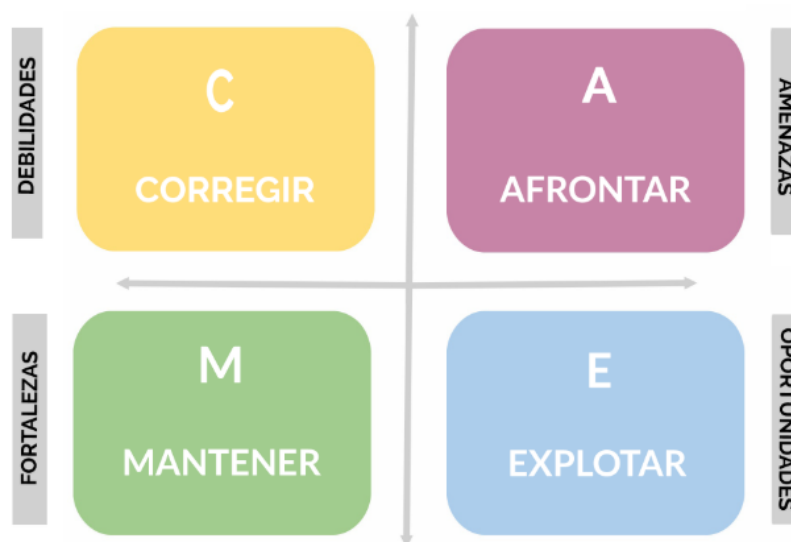 DEBILIDADES
C
CORREGIR
A
AFRONTAR
AMENAZAS
FORTALEZAS
M
MANTENER
E
EXPLOTAR
OPORTUNIDADES